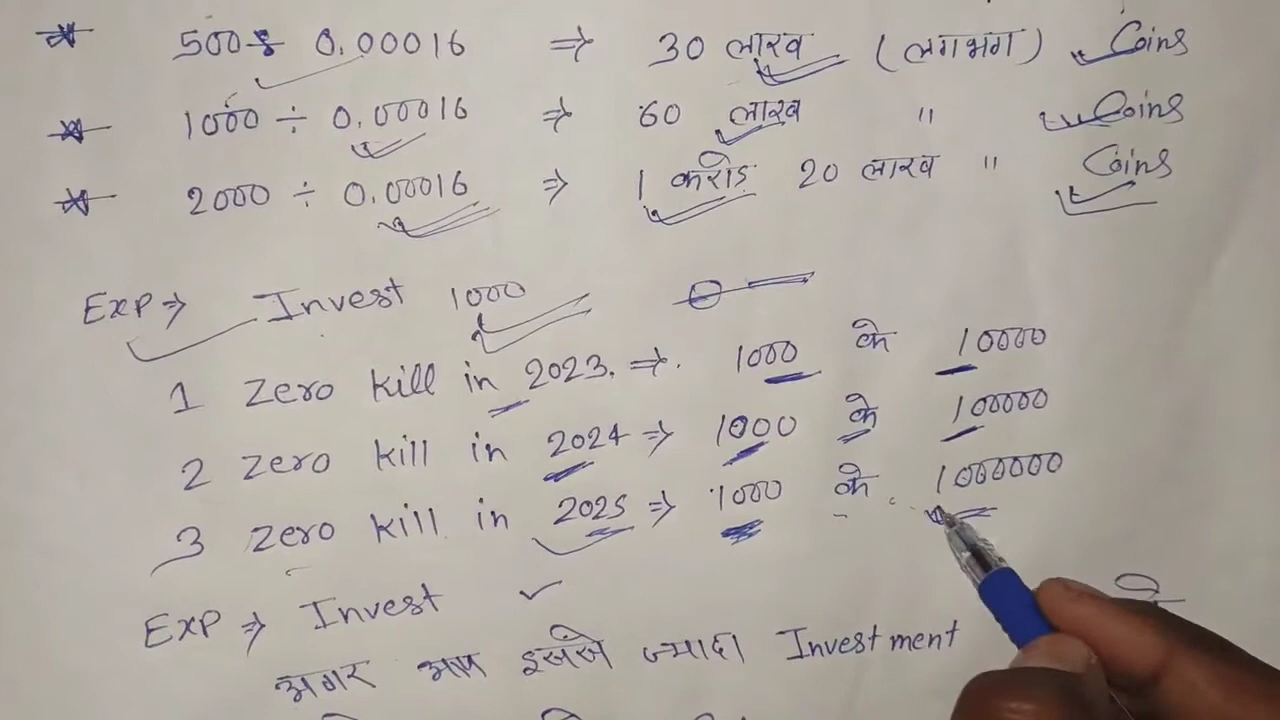 500÷ 0.00016 ⇒ 30 लाख (लगभग) Coins
1000 ÷ 0.00016 ⇒ 60 लाख " Coins
2000 ÷ 0.00016 ⇒ 1 करोड़ 20 लाख " Coins
Exp ⇒ Invest 1000
1 Zero kill in 2023. ⇒. 1000 के 10000
2 Zero kill in 2024 ⇒ 1000 के 100000
3 Zero kill in 2025 ⇒ 1000 के 1000000
Exp ⇒ Invest
अगर आप इससे ज्यादा Investment